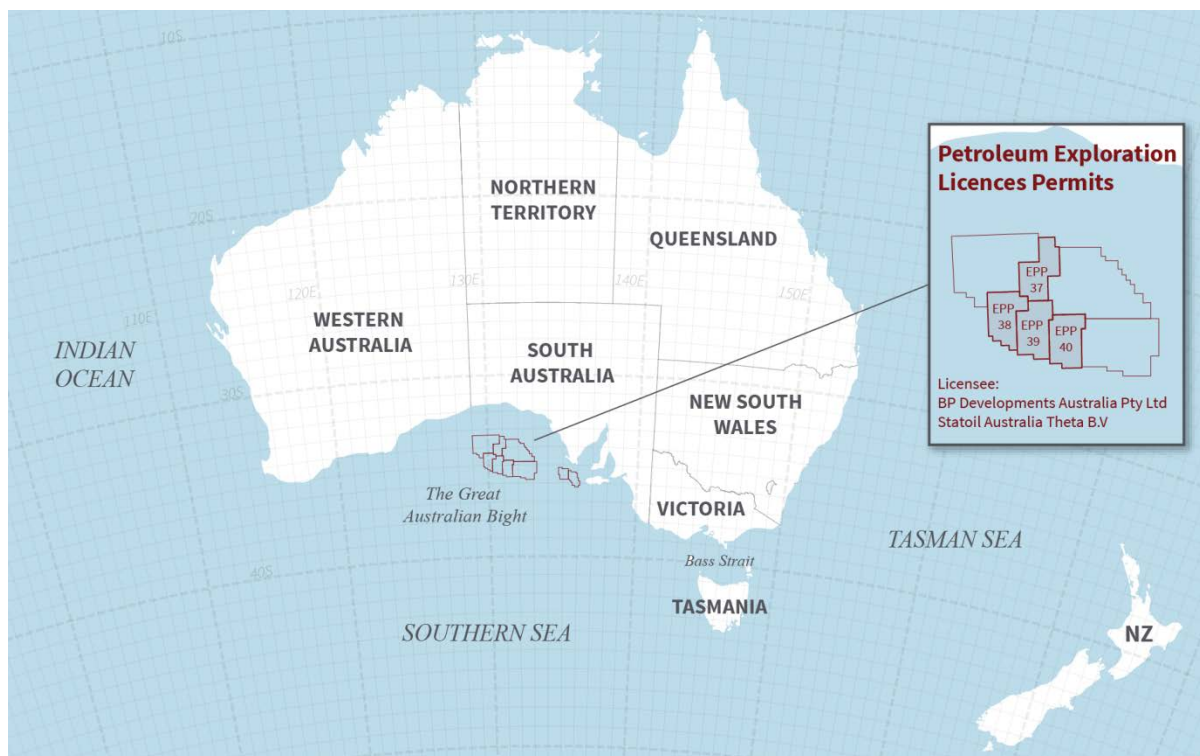 10S
20S
30S
40S
110E
120E
130E
140E
150E
NORTHERN
TERRITORY
QUEENSLAND
WESTERN
AUSTRALIA
SOUTH
AUSTRALIA
NEW SOUTH
WALES
VICTORIA
TASMANIA
NZ
INDIAN
OCEAN
The Great
Australian Bight
Bass Strait
TASMAN SEA
SOUTHERN SEA
Petroleum Exploration
Licences Permits
EPP
37
EPP
38
EPP
39
EPP
40
Licensee:
BP Developments Australia Pty Ltd
Statoil Australia Theta B.V